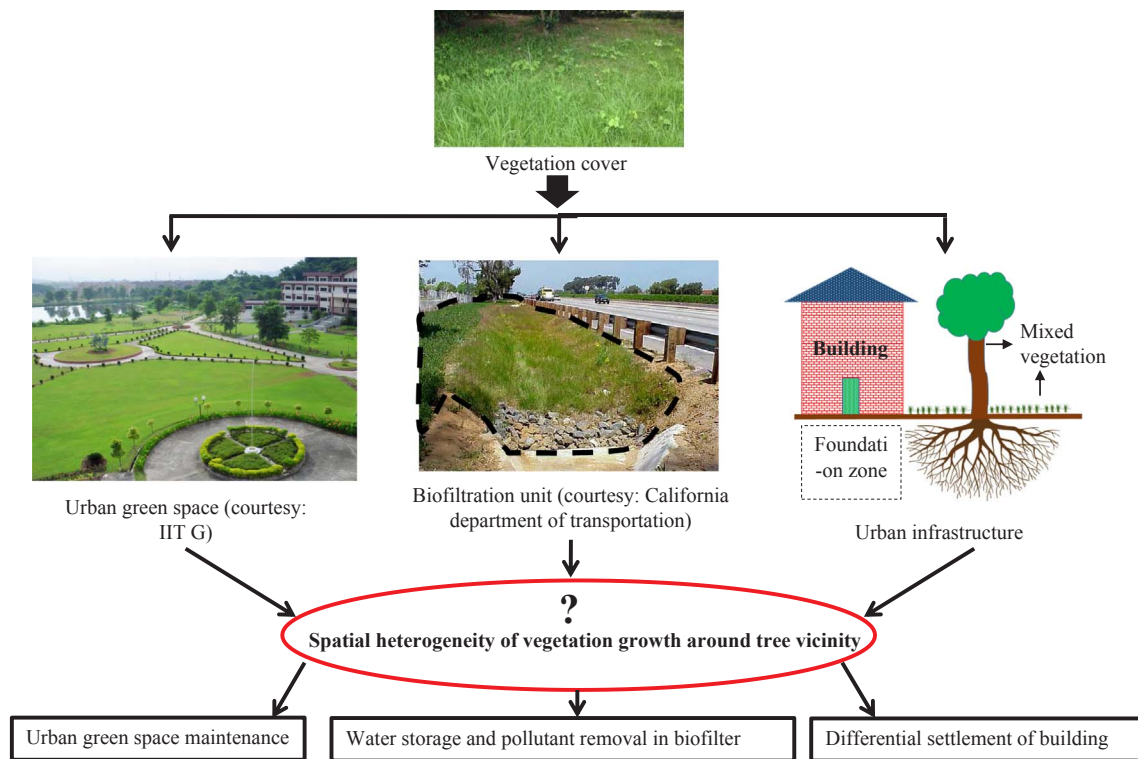 Vegetation cover
Building
Mixed
vegetation
Foundati
-on zone
Urban green space (courtesy:
IIT G)
Biofiltration unit (courtesy: California
department of transportation)
Urban infrastructure
?
Spatial heterogeneity of vegetation growth around tree vicinity
Urban green space maintenance
Water storage and pollutant removal in biofilter
Differential settlement of building